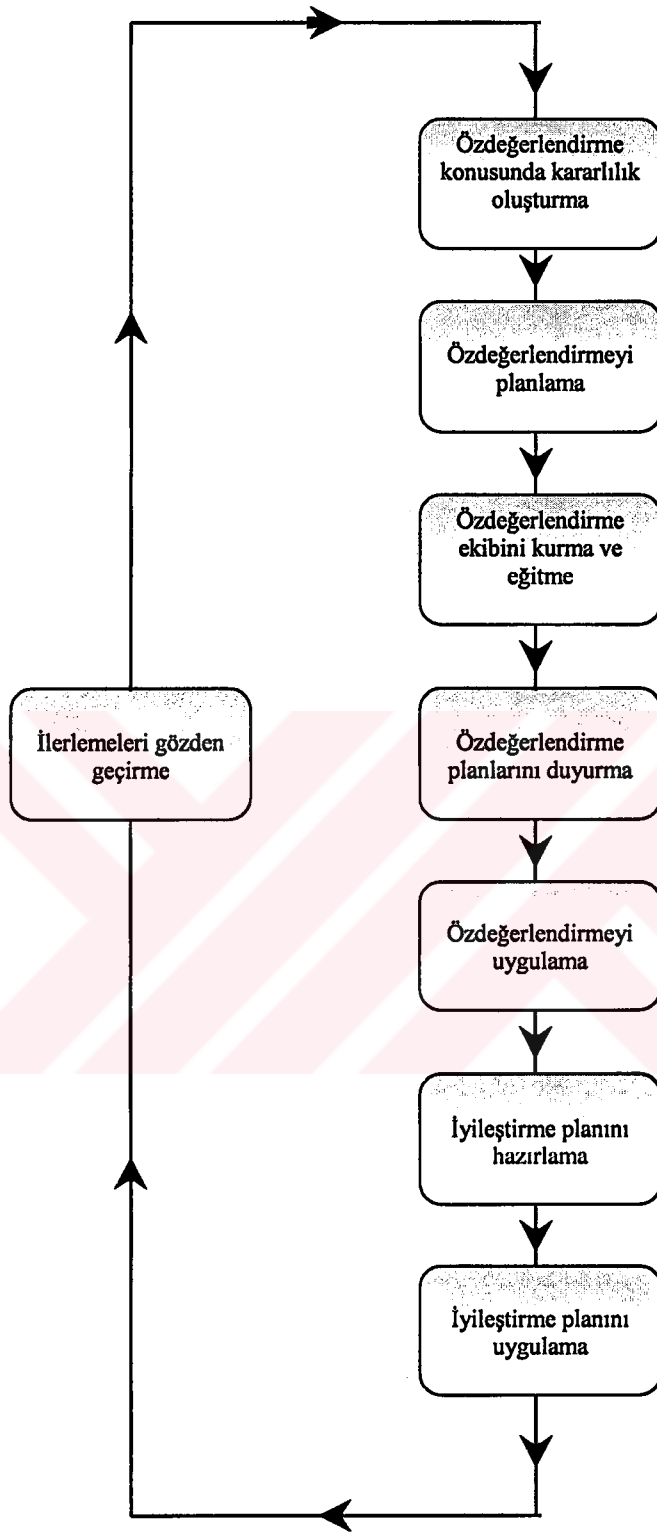 Özdeğerlendirme
konusunda kararlılık
oluşturma
Özdeğerlendirmeyi
planlama
Özdeğerlendirme
ekibini kurma ve
eğitme
Özdeğerlendirme
planlarını duyurma
Özdeğerlendirmeyi
uygulama
İyileştirme planını
hazırlama
İyileştirme planını
uygulama
İlerlemeleri gözden
geçirme